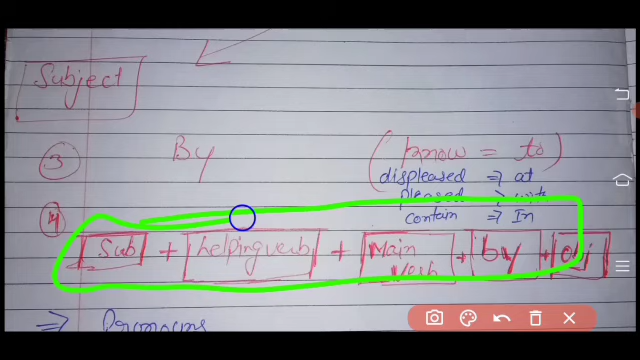 Subject
3 By (know = to)
displeased ⇒ at
pleased ⇒ with
contain ⇒ In
4 Sub + helping verb + Main Verb + by + obj
⇒ Pronouns